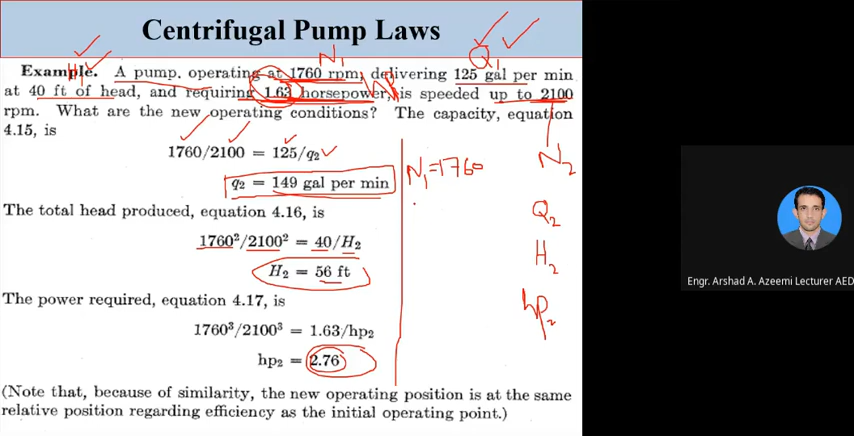 Centrifugal Pump Laws
N1
Q1
H1
Example. A pump, operating at 1760 rpm, delivering 125 gal per min
at 40 ft of head, and requiring 1.63 horsepower, is speeded up to 2100
hp1
rpm. What are the new operating conditions? The capacity, equation
4.15, is
1760/2100 = 125/q2
q2 = 149 gal per min
The total head produced, equation 4.16, is
1760²/2100² = 40/H2
H2 = 56 ft
The power required, equation 4.17, is
1760³/2100³ = 1.63/hp2
hp2 = 2.76
(Note that, because of similarity, the new operating position is at the same
relative position regarding efficiency as the initial operating point.)
N1=1760
N2
Q2
H2
hp2
Engr. Arshad A. Azeemi Lecturer AED